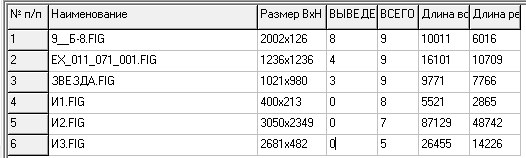 № п/п Наименование Размер ВхН ВЫВЕДЕ ВСЕГО Длина вс Длина ре
1 9__Б-8.FIG 2002x126 8 9 10011 6016
2 EX_011_071_001.FIG 1236x1236 4 9 16101 10709
3 ЗВЕЗДА.FIG 1021x980 3 9 9771 7766
4 И1.FIG 400x213 0 8 5521 2865
5 И2.FIG 3050x2349 0 7 87129 48742
6 И3.FIG 2681x482 0 5 26455 14226